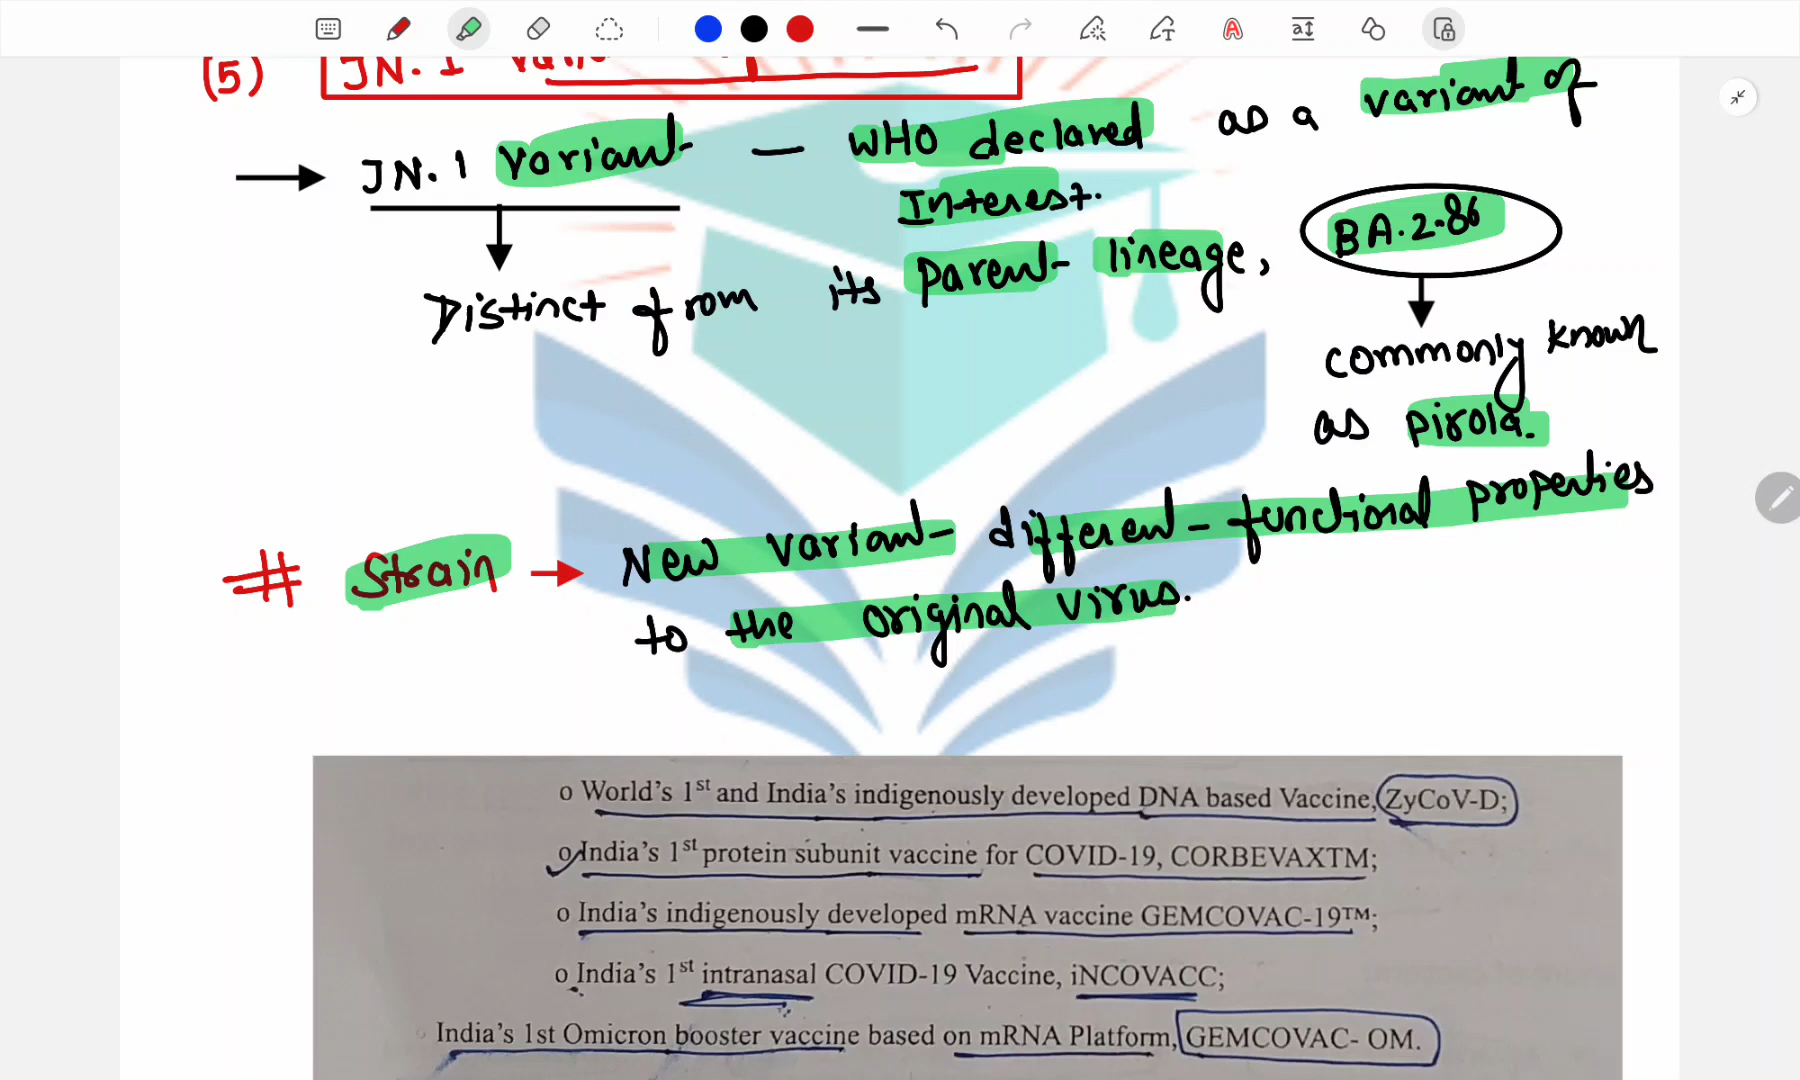 (5) JN.1
→ JN.1 Variant — WHO declared as a variant of
Interest.
Distinct from its parent lineage, BA.2.86
commonly known
as pirola.
# Strain → New variant different functional properties
to the original virus.
o World's 1st and India's indigenously developed DNA based Vaccine, ZyCoV-D;
o India's 1st protein subunit vaccine for COVID-19, CORBEVAXTM;
o India's indigenously developed mRNA vaccine GEMCOVAC-19™;
o India's 1st intranasal COVID-19 Vaccine, iNCOVACC;
o India's 1st Omicron booster vaccine based on mRNA Platform, GEMCOVAC- OM.